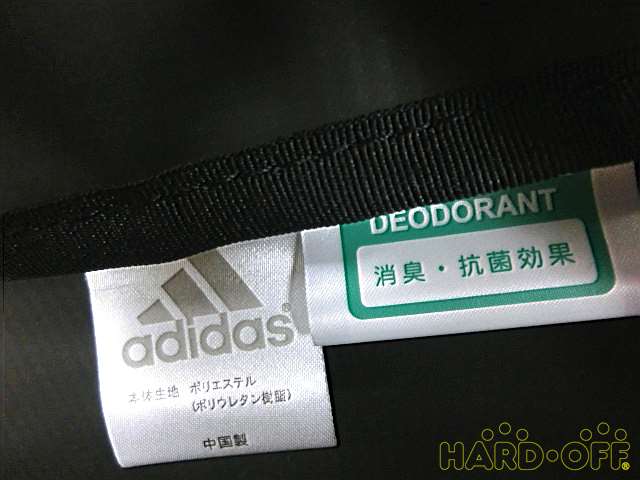 DEODORANT
消臭・抗菌効果
adidas®
本体生地 ポリエステル
(ポリウレタン樹脂)
中国製
HARD・OFF®